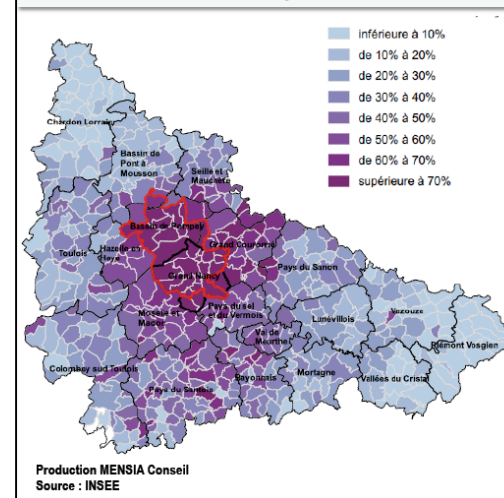 inférieure à 10%
de 10% à 20%
de 20% à 30%
de 30% à 40%
de 40% à 50%
de 50% à 60%
de 60% à 70%
supérieure à 70%
Chardon Lorrain
Bassin de
Pont à
Mousson
Seille et
Mauchère
Bassin de Pompey
Grand Couronné
Toulois
Hazelle en
Haye
Grand Nancy
Pays du Sanon
Moselle et
Madon
Pays du sel
et du Vermois
Lunévillois
Vezouze
Val de
Meurthe
Piémont Vosgien
Colombey sud Toulois
Pays du Saintois
Bayonnais
Mortagne
Vallées du Cristal
Production MENSIA Conseil
Source : INSEE